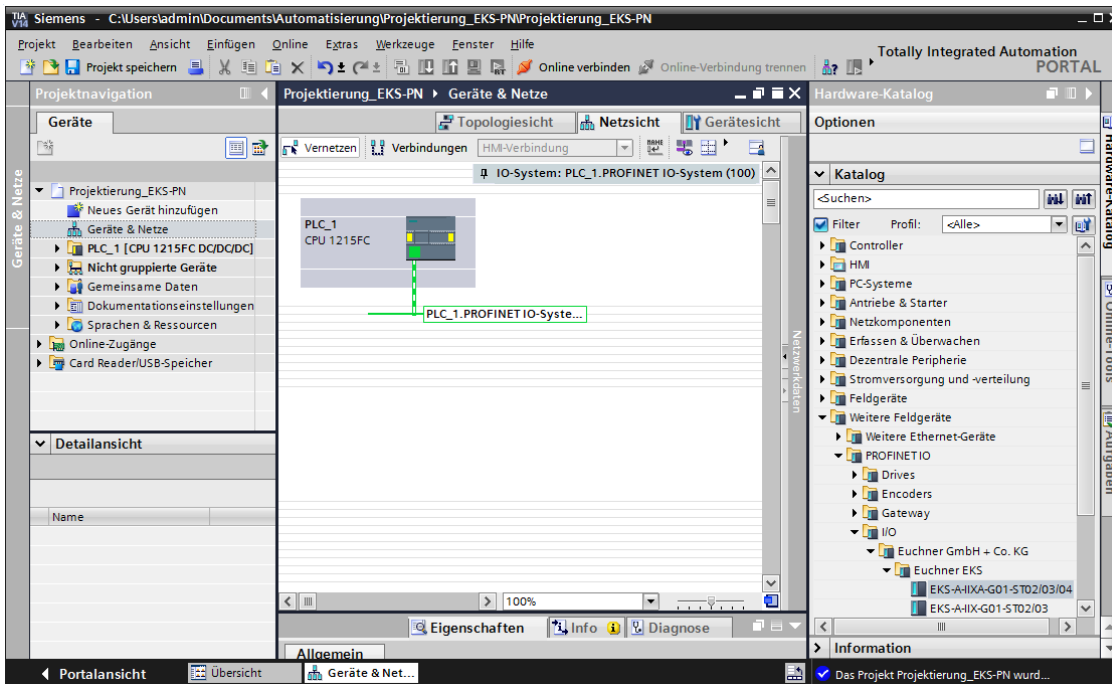 Siemens - C:\Users\admin\Documents\Automatisierung\Projektierung_EKS-PN\Projektierung_EKS-PN
Projekt Bearbeiten Ansicht Einfügen Online Extras Werkzeuge Fenster Hilfe
Totally Integrated Automation
PORTAL
Projekt speichern Online verbinden Online-Verbindung trennen
Projektnavigation
Geräte
Geräte & Netze
Projektierung_EKS-PN
Neues Gerät hinzufügen
Geräte & Netze
PLC_1 [CPU 1215FC DC/DC/DC]
Nicht gruppierte Geräte
Gemeinsame Daten
Dokumentationseinstellungen
Sprachen & Ressourcen
Online-Zugänge
Card Reader/USB-Speicher
Detailansicht
Name
Projektierung_EKS-PN Geräte & Netze
Topologiesicht Netzsicht Gerätesicht
Vernetzen Verbindungen HMI-Verbindung
IO-System: PLC_1.PROFINET IO-System (100)
PLC_1
CPU 1215FC
PLC_1.PROFINET IO-Syste...
Netzwerkdaten
100%
Eigenschaften Info Diagnose
Allgemein
Hardware-Katalog
Optionen
Katalog
<Suchen>
Filter Profil: <Alle>
Controller
HMI
PC-Systeme
Antriebe & Starter
Netzkomponenten
Erfassen & Überwachen
Dezentrale Peripherie
Stromversorgung und -verteilung
Feldgeräte
Weitere Feldgeräte
Weitere Ethernet-Geräte
PROFINET IO
Drives
Encoders
Gateway
I/O
Euchner GmbH + Co. KG
Euchner EKS
EKS-A-IIXA-G01-ST02/03/04
EKS-A-IIX-G01-ST02/03
Information
Hardware-Katalog
Online-Tools
Aufgaben
Portalansicht Übersicht Geräte & Net...
Das Projekt Projektierung_EKS-PN wurd...